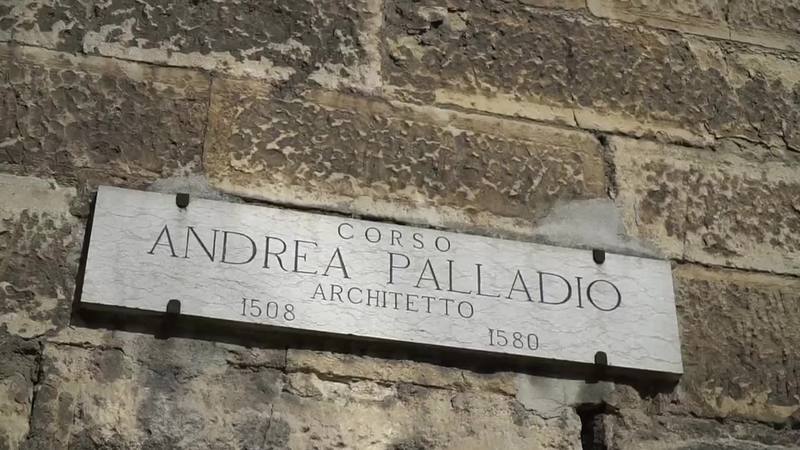 CORSO
ANDREA PALLADIO
ARCHITETTO
1508 1580